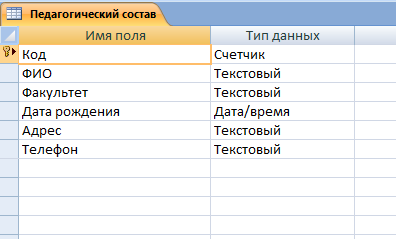 Педагогический состав
Имя поля Тип данных
Код Счетчик
ФИО Текстовый
Факультет Текстовый
Дата рождения Дата/время
Адрес Текстовый
Телефон Текстовый